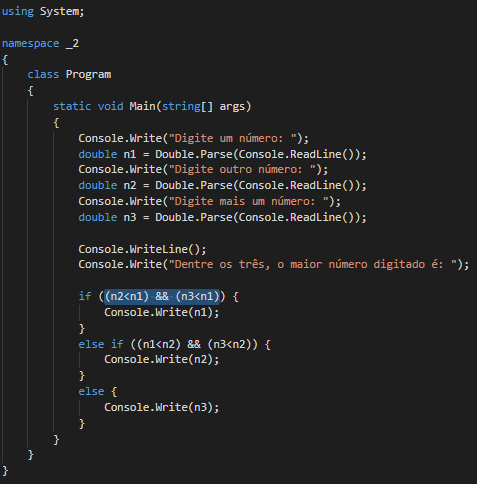 using System;
namespace _2
{
class Program
{
static void Main(string[] args)
{
Console.Write("Digite um número: ");
double n1 = Double.Parse(Console.ReadLine());
Console.Write("Digite outro número: ");
double n2 = Double.Parse(Console.ReadLine());
Console.Write("Digite mais um número: ");
double n3 = Double.Parse(Console.ReadLine());
Console.WriteLine();
Console.Write("Dentre os três, o maior número digitado é: ");
if ((n2<n1) && (n3<n1)) {
Console.Write(n1);
}
else if ((n1<n2) && (n3<n2)) {
Console.Write(n2);
}
else {
Console.Write(n3);
}
}
}
}